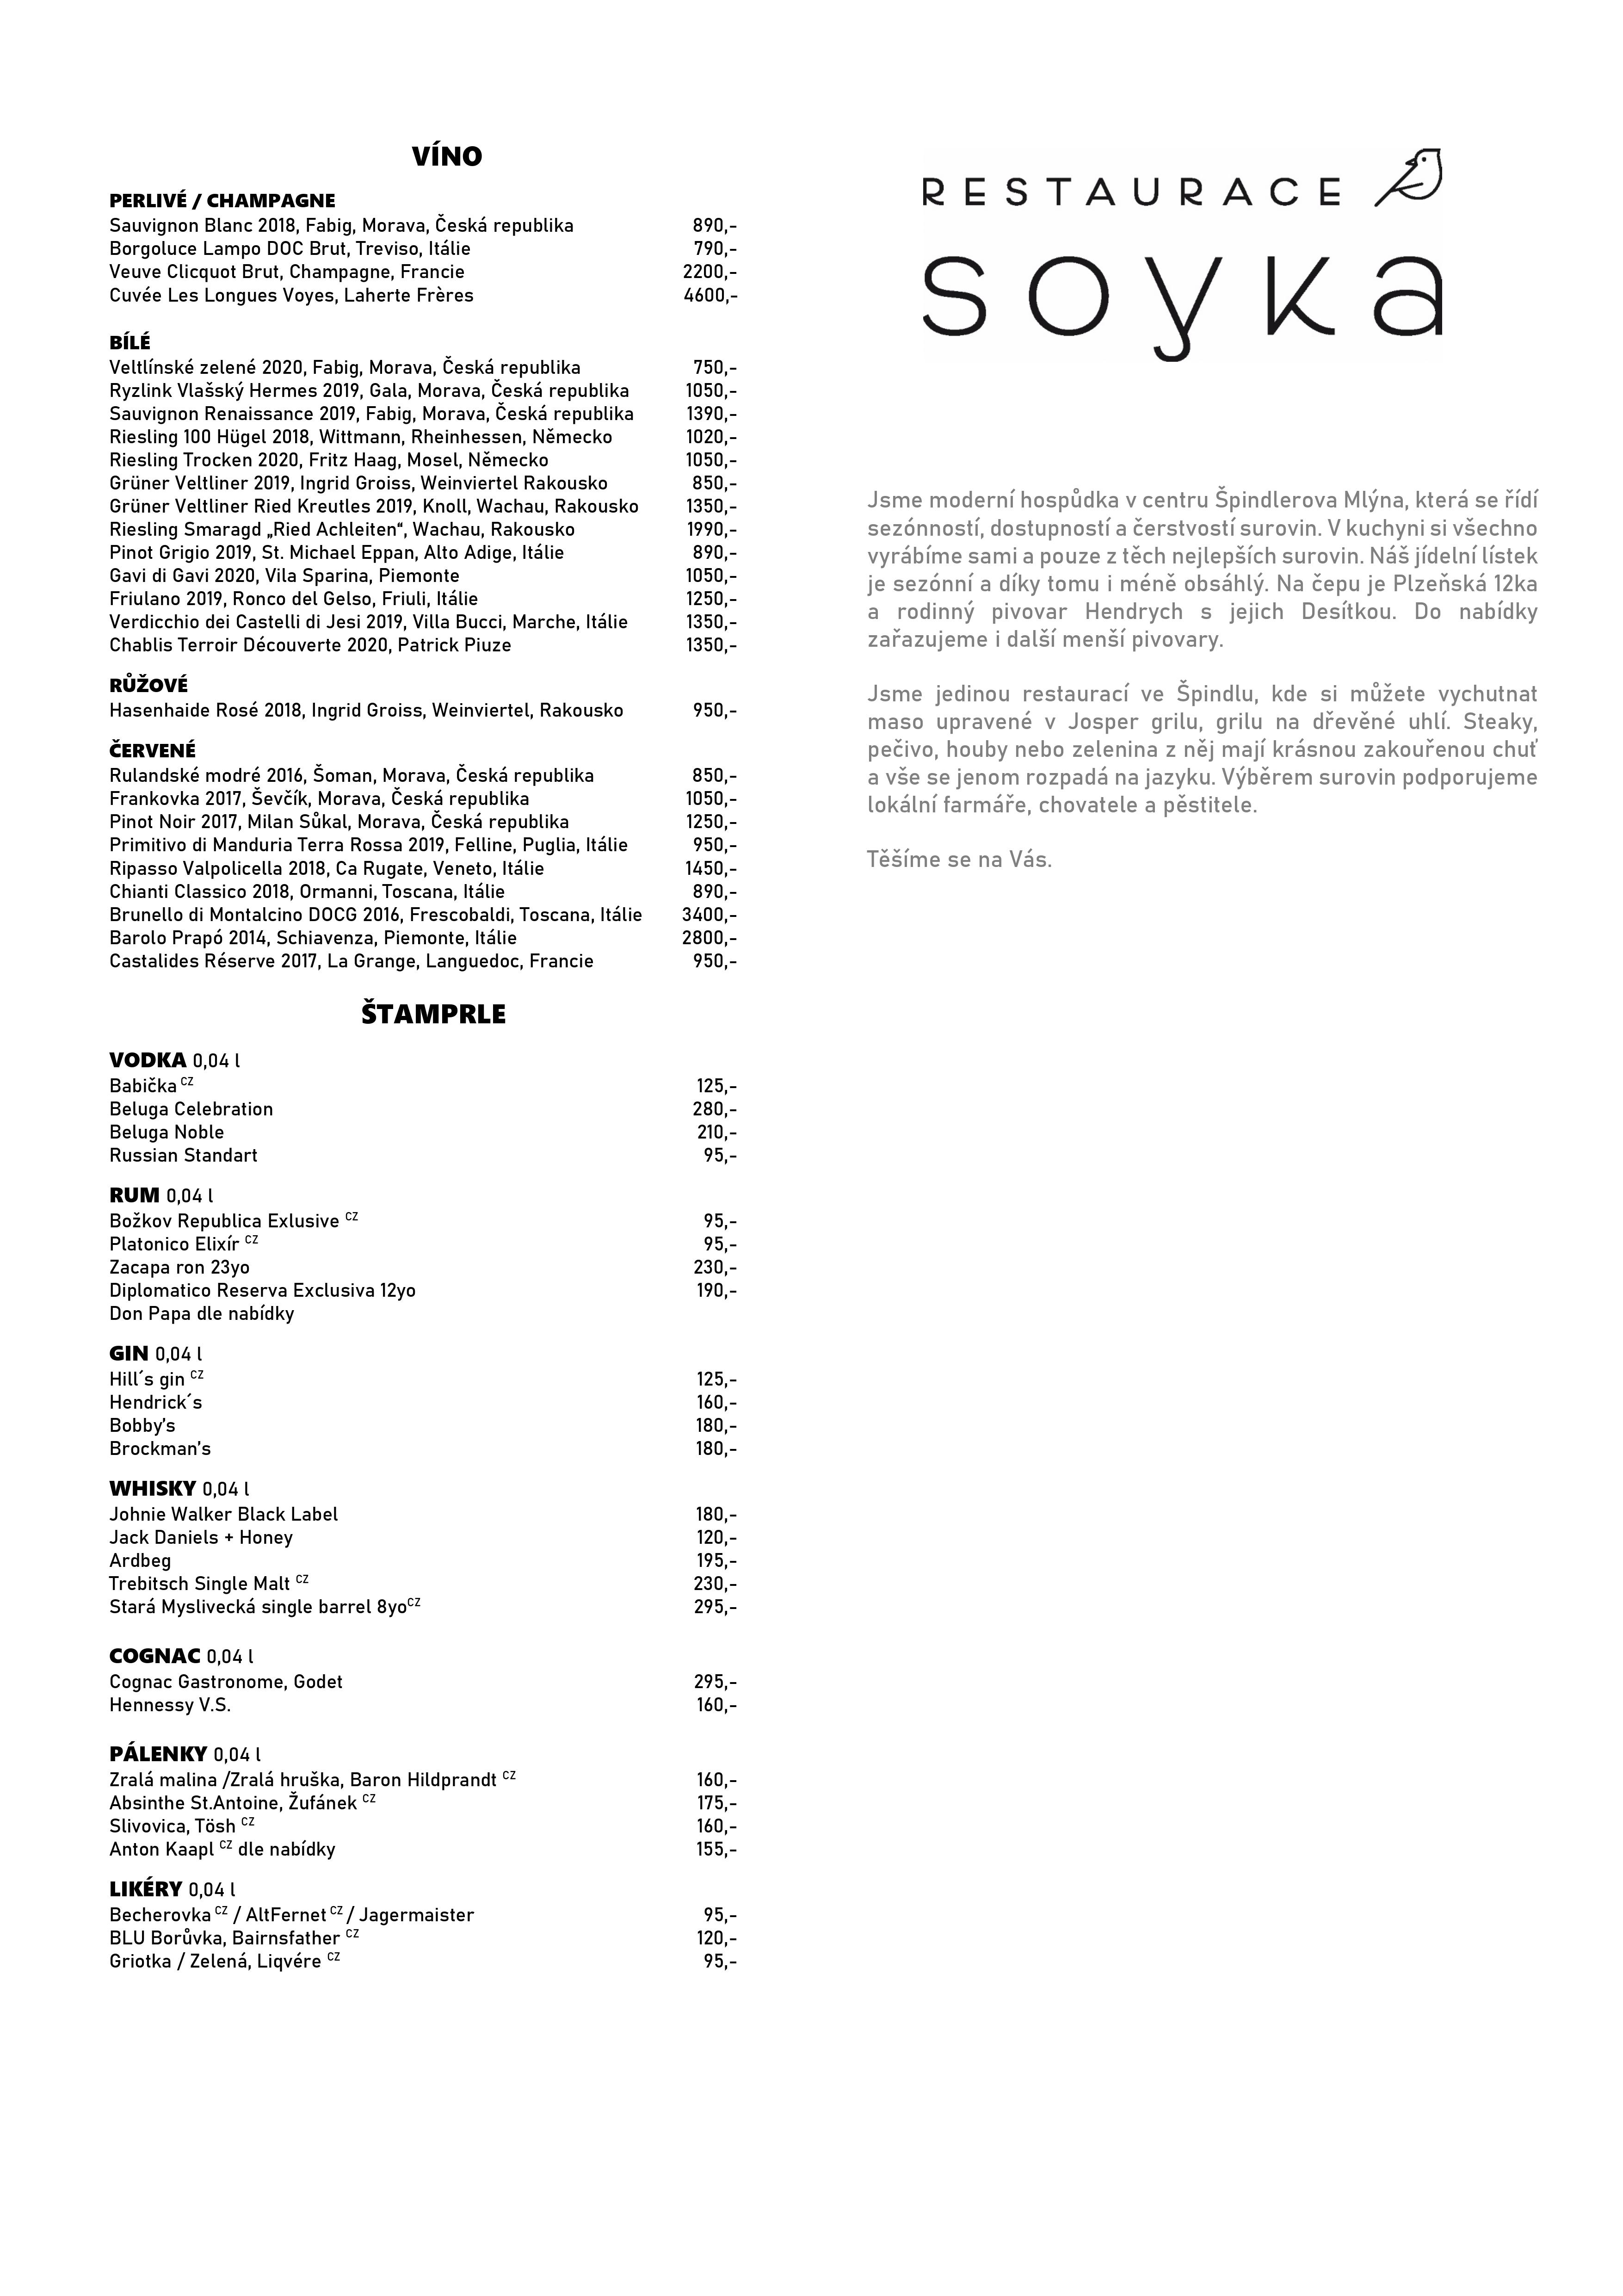 VÍNO
PERLIVÉ / CHAMPAGNE
Sauvignon Blanc 2018, Fabig, Morava, Česká republika 890,-
Borgoluce Lampo DOC Brut, Treviso, Itálie 790,-
Veuve Clicquot Brut, Champagne, Francie 2200,-
Cuvée Les Longues Voyes, Laherte Frères 4600,-
BÍLÉ
Veltlínské zelené 2020, Fabig, Morava, Česká republika 750,-
Ryzlink Vlašský Hermes 2019, Gala, Morava, Česká republika 1050,-
Sauvignon Renaissance 2019, Fabig, Morava, Česká republika 1390,-
Riesling 100 Hügel 2018, Wittmann, Rheinhessen, Německo 1020,-
Riesling Trocken 2020, Fritz Haag, Mosel, Německo 1050,-
Grüner Veltliner 2019, Ingrid Groiss, Weinviertel Rakousko 850,-
Grüner Veltliner Ried Kreutles 2019, Knoll, Wachau, Rakousko 1350,-
Riesling Smaragd „Ried Achleiten“, Wachau, Rakousko 1990,-
Pinot Grigio 2019, St. Michael Eppan, Alto Adige, Itálie 890,-
Gavi di Gavi 2020, Vila Sparina, Piemonte 1050,-
Friulano 2019, Ronco del Gelso, Friuli, Itálie 1250,-
Verdicchio dei Castelli di Jesi 2019, Villa Bucci, Marche, Itálie 1350,-
Chablis Terroir Découverte 2020, Patrick Piuze 1350,-
RŮŽOVÉ
Hasenhaide Rosé 2018, Ingrid Groiss, Weinviertel, Rakousko 950,-
ČERVENÉ
Rulandské modré 2016, Šoman, Morava, Česká republika 850,-
Frankovka 2017, Ševčík, Morava, Česká republika 1050,-
Pinot Noir 2017, Milan Sůkal, Morava, Česká republika 1250,-
Primitivo di Manduria Terra Rossa 2019, Felline, Puglia, Itálie 950,-
Ripasso Valpolicella 2018, Ca Rugate, Veneto, Itálie 1450,-
Chianti Classico 2018, Ormanni, Toscana, Itálie 890,-
Brunello di Montalcino DOCG 2016, Frescobaldi, Toscana, Itálie 3400,-
Barolo Prapó 2014, Schiavenza, Piemonte, Itálie 2800,-
Castalides Réserve 2017, La Grange, Languedoc, Francie 950,-
ŠTAMPRLE
VODKA 0,04 l
Babička CZ 125,-
Beluga Celebration 280,-
Beluga Noble 210,-
Russian Standart 95,-
RUM 0,04 l
Božkov Republica Exlusive CZ 95,-
Platonico Elixír CZ 95,-
Zacapa ron 23yo 230,-
Diplomatico Reserva Exclusiva 12yo 190,-
Don Papa dle nabídky
GIN 0,04 l
Hill´s gin CZ 125,-
Hendrick´s 160,-
Bobby’s 180,-
Brockman’s 180,-
WHISKY 0,04 l
Johnie Walker Black Label 180,-
Jack Daniels + Honey 120,-
Ardbeg 195,-
Trebitsch Single Malt CZ 230,-
Stará Myslivecká single barrel 8yoCZ 295,-
COGNAC 0,04 l
Cognac Gastronome, Godet 295,-
Hennessy V.S. 160,-
PÁLENKY 0,04 l
Zralá malina /Zralá hruška, Baron Hildprandt CZ 160,-
Absinthe St.Antoine, Žufánek CZ 175,-
Slivovica, Tösh CZ 160,-
Anton Kaapl CZ dle nabídky 155,-
LIKÉRY 0,04 l
Becherovka CZ / AltFernet CZ / Jagermaister 95,-
BLU Borůvka, Bairnsfather CZ 120,-
Griotka / Zelená, Liqvére CZ 95,-
RESTAURACE
soyka
Jsme moderní hospůdka v centru Špindlerova Mlýna, která se řídí
sezónností, dostupností a čerstvostí surovin. V kuchyni si všechno
vyrábíme sami a pouze z těch nejlepších surovin. Náš jídelní lístek
je sezónní a díky tomu i méně obsáhlý. Na čepu je Plzeňská 12ka
a rodinný pivovar Hendrych s jejich Desítkou. Do nabídky
zařazujeme i další menší pivovary.
Jsme jedinou restaurací ve Špindlu, kde si můžete vychutnat
maso upravené v Josper grilu, grilu na dřevěné uhlí. Steaky,
pečivo, houby nebo zelenina z něj mají krásnou zakouřenou chuť
a vše se jenom rozpadá na jazyku. Výběrem surovin podporujeme
lokální farmáře, chovatele a pěstitele.
Těšíme se na Vás.